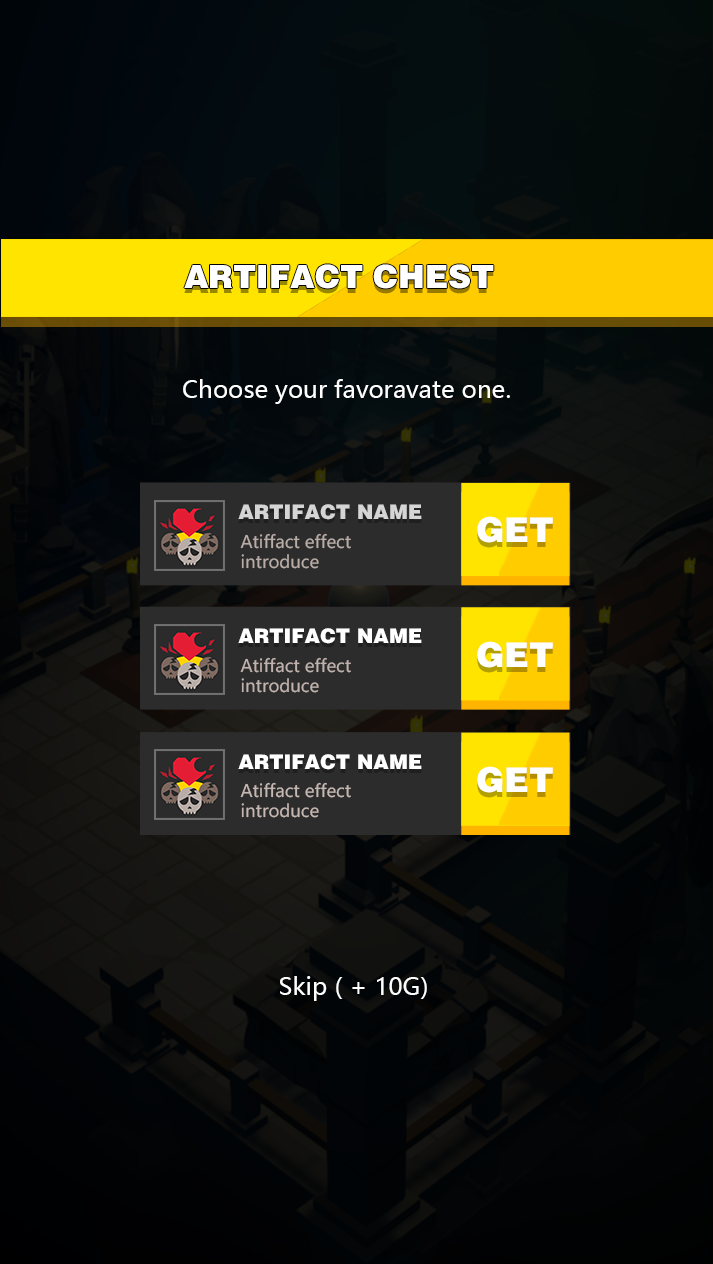 ARTIFACT CHEST
Choose your favoravate one.
ARTIFACT NAME
Atiffact effect
introduce
GET
ARTIFACT NAME
Atiffact effect
introduce
GET
ARTIFACT NAME
Atiffact effect
introduce
GET
Skip ( + 10G)